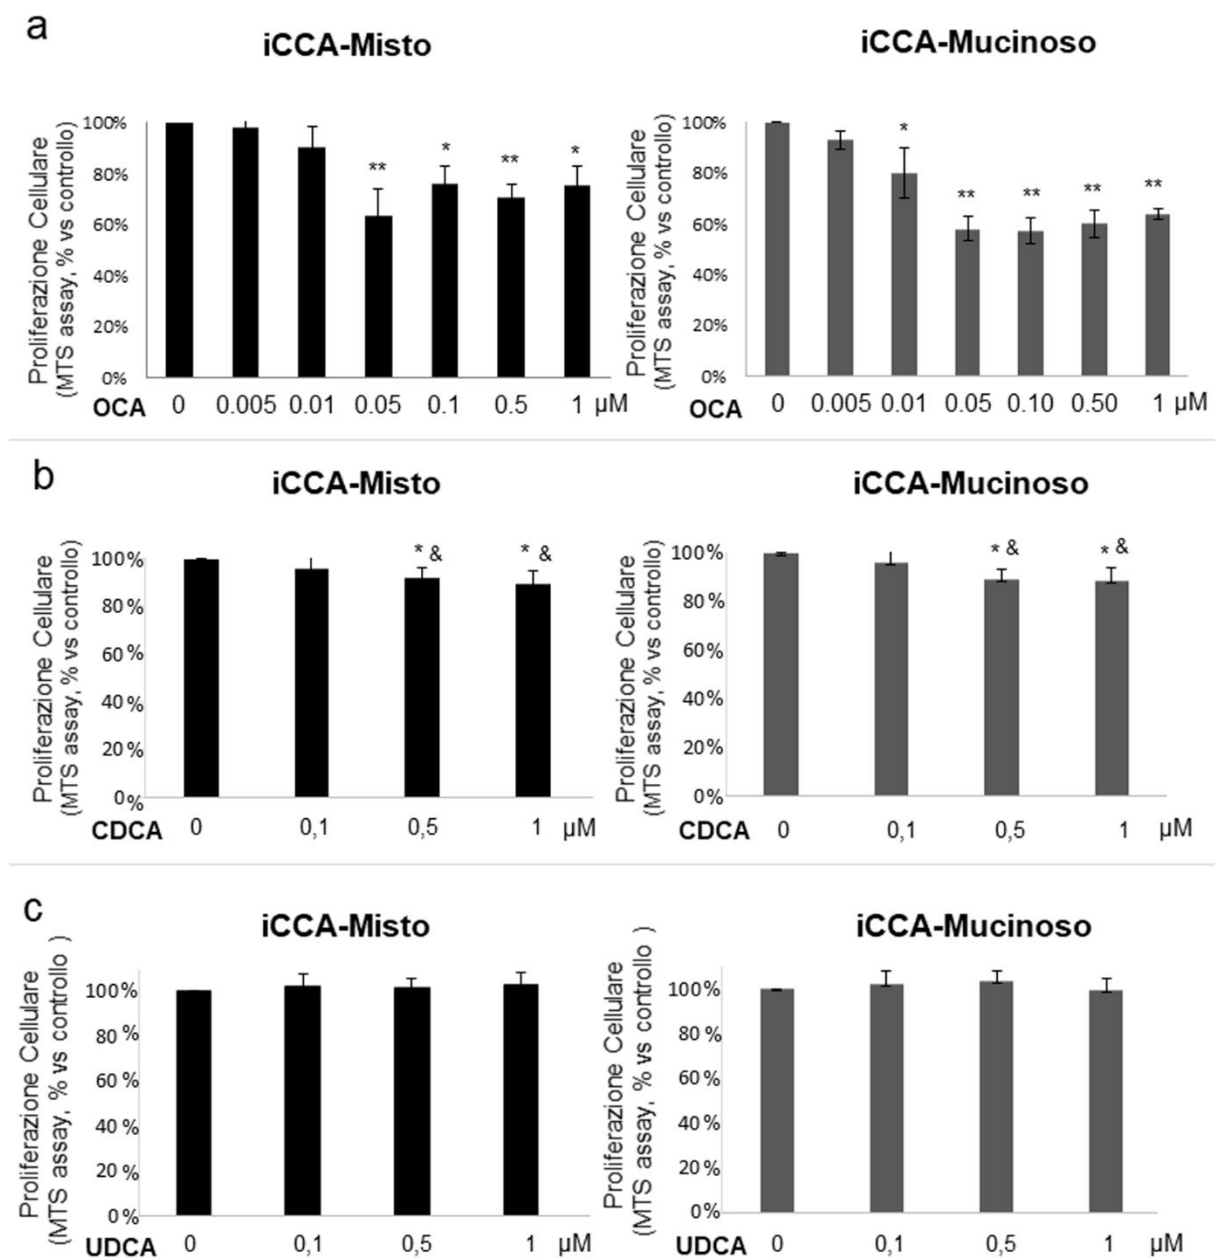 a
iCCA-Misto
iCCA-Mucinoso
Proliferazione Cellulare
(MTS assay, % vs controllo)
100%
80%
60%
40%
20%
0%
** * ** *
OCA 0 0.005 0.01 0.05 0.1 0.5 1 µM
Proliferazione Cellulare
(MTS assay, % vs controllo)
100%
80%
60%
40%
20%
0%
* ** ** ** **
0 0.005 0.01 0.05 0.10 0.50 1 µM
OCA
b
iCCA-Misto
iCCA-Mucinoso
Proliferazione Cellulare
(MTS assay, % vs controllo)
100%
80%
60%
40%
20%
0%
* & * &
CDCA 0 0,1 0,5 1 µM
Proliferazione Cellulare
(MTS assay, % vs controllo)
100%
80%
60%
40%
20%
0%
* & * &
CDCA 0 0,1 0,5 1 µM
c
iCCA-Misto
iCCA-Mucinoso
Proliferazione Cellulare
(MTS assay, % vs controllo )
100%
80%
60%
40%
20%
0%
UDCA 0 0,1 0,5 1 µM
Proliferazione Cellulare
(MTS assay, % vs controllo )
100%
80%
60%
40%
20%
0%
UDCA 0 0,1 0,5 1 µM